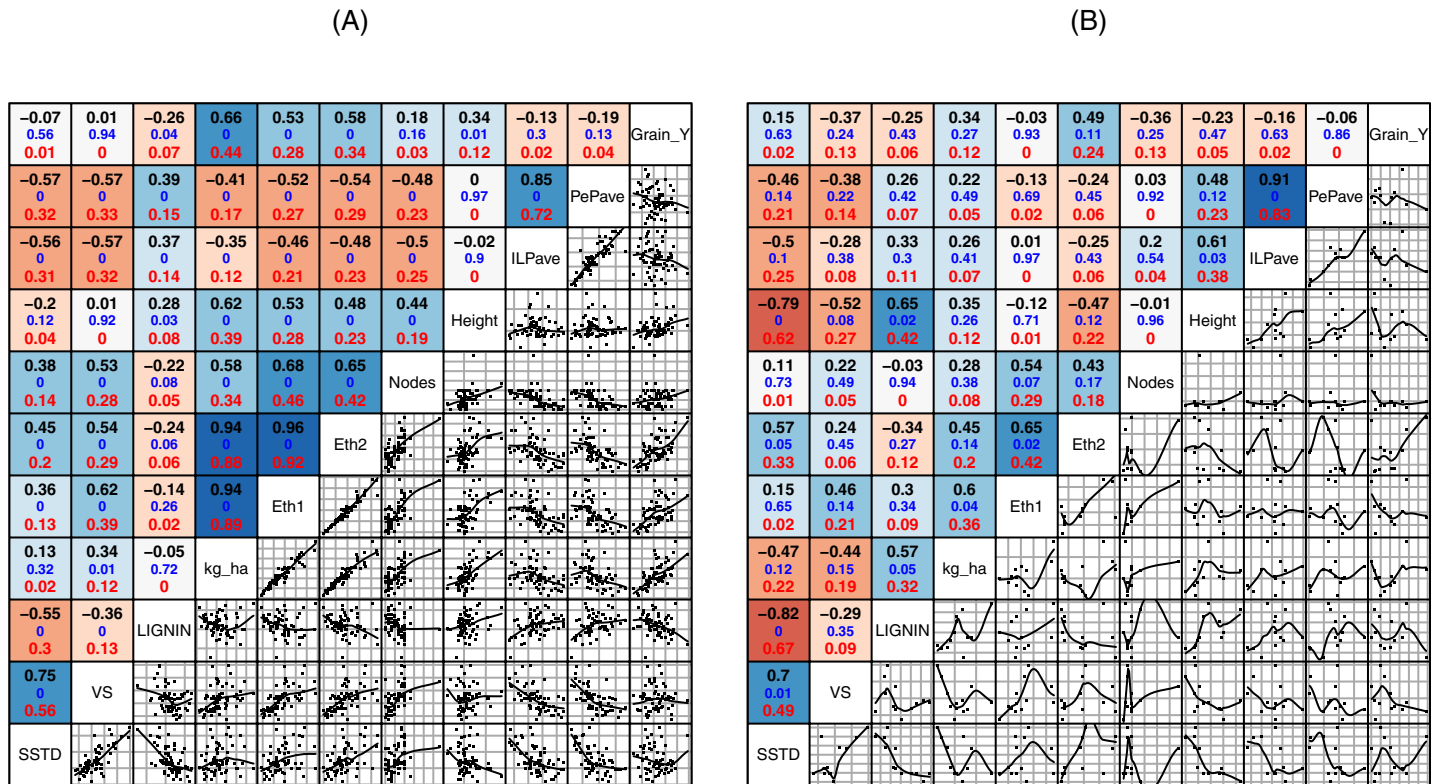 (A)
(B)
−0.07 0.01 −0.26 0.66 0.53 0.58 0.18 0.34 −0.13 −0.19
0.56 0.94 0.04 0 0 0 0.16 0.01 0.3 0.13 Grain_Y
0.01 0 0.07 0.44 0.28 0.34 0.03 0.12 0.02 0.04
−0.57 −0.57 0.39 −0.41 −0.52 −0.54 −0.48 0 0.85
0 0 0 0 0 0 0 0.97 0 PePave
0.32 0.33 0.15 0.17 0.27 0.29 0.23 0 0.72
−0.56 −0.57 0.37 −0.35 −0.46 −0.48 −0.5 −0.02
0 0 0 0 0 0 0 0.9 ILPave
0.31 0.32 0.14 0.12 0.21 0.23 0.25 0
−0.2 0.01 0.28 0.62 0.53 0.48 0.44
0.12 0.92 0.03 0 0 0 0 Height
0.04 0 0.08 0.39 0.28 0.23 0.19
0.38 0.53 −0.22 0.58 0.68 0.65
0 0 0.08 0 0 0 Nodes
0.14 0.28 0.05 0.34 0.46 0.42
0.45 0.54 −0.24 0.94 0.96
0 0 0.06 0 0 Eth2
0.2 0.29 0.06 0.88 0.92
0.36 0.62 −0.14 0.94
0 0 0.26 0 Eth1
0.13 0.39 0.02 0.89
0.13 0.34 −0.05
0.32 0.01 0.72 kg_ha
0.02 0.12 0
−0.55 −0.36
0 0 LIGNIN
0.3 0.13
0.75
0 VS
0.56
SSTD
0.15 −0.37 −0.25 0.34 −0.03 0.49 −0.36 −0.23 −0.16 −0.06
0.63 0.24 0.43 0.27 0.93 0.11 0.25 0.47 0.63 0.86 Grain_Y
0.02 0.13 0.06 0.12 0 0.24 0.13 0.05 0.02 0
−0.46 −0.38 0.26 0.22 −0.13 −0.24 0.03 0.48 0.91
0.14 0.22 0.42 0.49 0.69 0.45 0.92 0.12 0 PePave
0.21 0.14 0.07 0.05 0.02 0.06 0 0.23 0.83
−0.5 −0.28 0.33 0.26 0.01 −0.25 0.2 0.61
0.1 0.38 0.3 0.41 0.97 0.43 0.54 0.03 ILPave
0.25 0.08 0.11 0.07 0 0.06 0.04 0.38
−0.79 −0.52 0.65 0.35 −0.12 −0.47 −0.01
0 0.08 0.02 0.26 0.71 0.12 0.96 Height
0.62 0.27 0.42 0.12 0.01 0.22 0
0.11 0.22 −0.03 0.28 0.54 0.43
0.73 0.49 0.94 0.38 0.07 0.17 Nodes
0.01 0.05 0 0.08 0.29 0.18
0.57 0.24 −0.34 0.45 0.65
0.05 0.45 0.27 0.14 0.02 Eth2
0.33 0.06 0.12 0.2 0.42
0.15 0.46 0.3 0.6
0.65 0.14 0.34 0.04 Eth1
0.02 0.21 0.09 0.36
−0.47 −0.44 0.57
0.12 0.15 0.05 kg_ha
0.22 0.19 0.32
−0.82 −0.29
0 0.35 LIGNIN
0.67 0.09
0.7
0.01 VS
0.49
SSTD